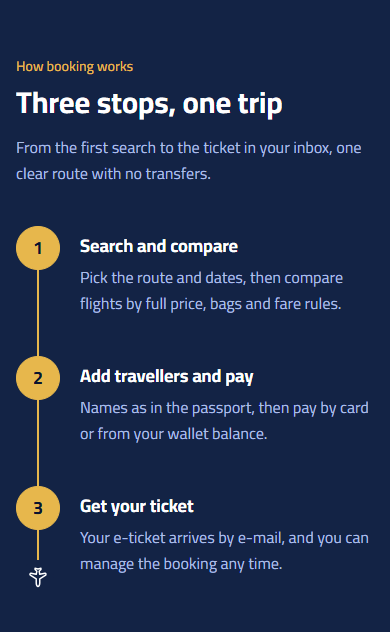 How booking works
Three stops, one trip
From the first search to the ticket in your inbox, one
clear route with no transfers.
1
Search and compare
Pick the route and dates, then compare
flights by full price, bags and fare rules.
2
Add travellers and pay
Names as in the passport, then pay by card
or from your wallet balance.
3
Get your ticket
Your e-ticket arrives by e-mail, and you can
manage the booking any time.